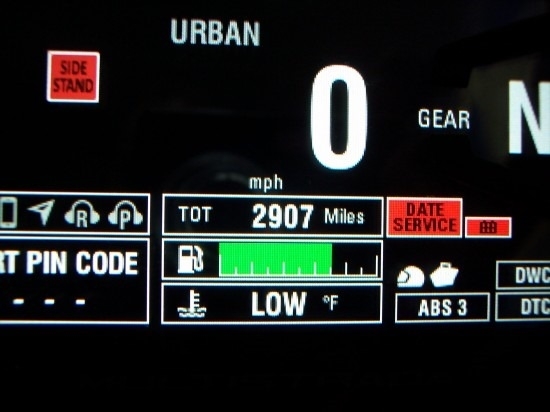 URBAN
SIDE
STAND
0
GEAR N
mph
R P
TOT 2907 Miles
DATE
SERVICE
RT PIN CODE
- - -
LOW °F
ABS 3
DWC
DTC